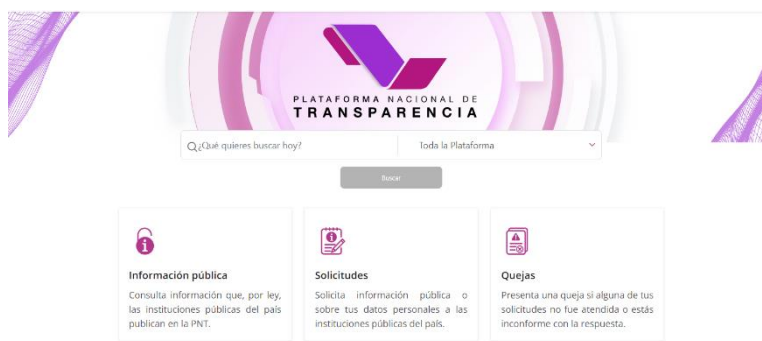 PLATAFORMA NACIONAL DE
TRANSPARENCIA
¿Qué quieres buscar hoy?
Toda la Plataforma
Buscar
Información pública
Consulta información que, por ley,
las instituciones públicas del país
publican en la PNT.
Solicitudes
Solicita información pública o
sobre tus datos personales a las
instituciones públicas del país.
Quejas
Presenta una queja si alguna de tus
solicitudes no fue atendida o estás
inconforme con la respuesta.